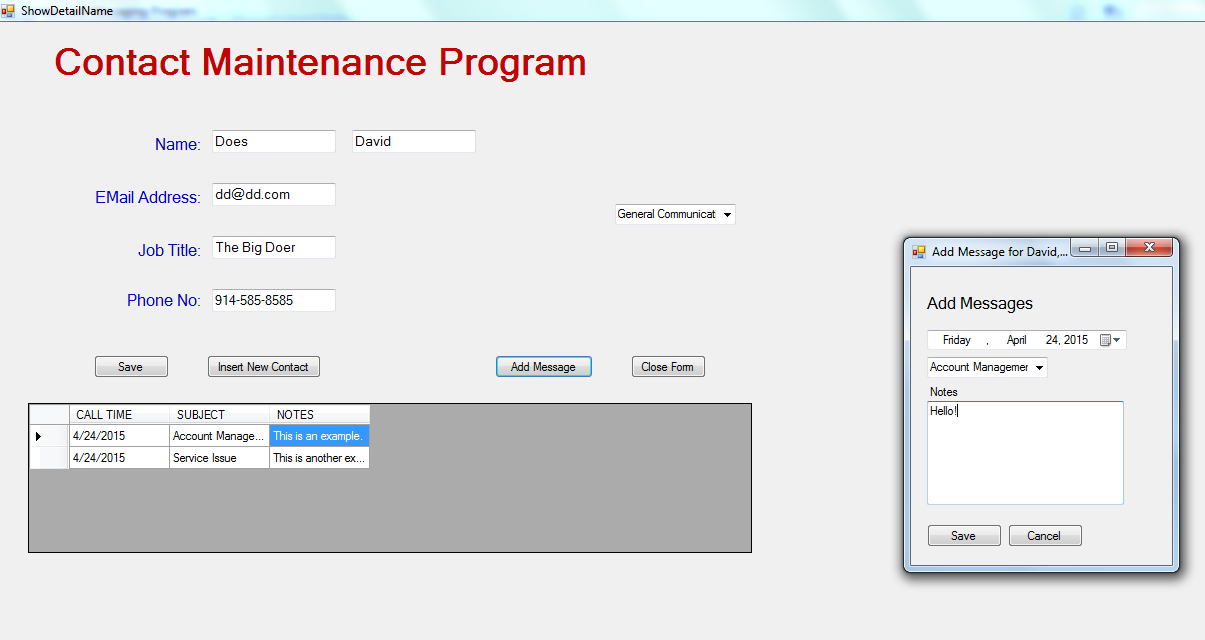 ShowDetailName
Contact Maintenance Program
Name: Does David
EMail Address: dd@dd.com
General Communicat
Job Title: The Big Doer
Phone No: 914-585-8585
Save Insert New Contact Add Message Close Form
CALL TIME SUBJECT NOTES
4/24/2015 Account Manage... This is an example.
4/24/2015 Service Issue This is another ex...
Add Message for David,...
Add Messages
Friday , April 24, 2015
Account Managemer
Notes
Hello!
Save Cancel